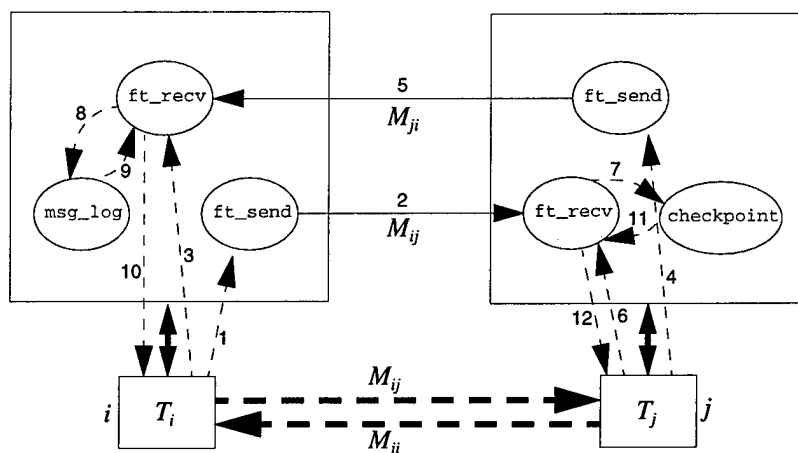 ft_recv
5
ft_send
8
M_ji
9
7
msg_log
ft_send
2
ft_recv
checkpoint
M_ij
11
10
3
4
1
12
6
M_ij
i
T_i
T_j
j
M_ji